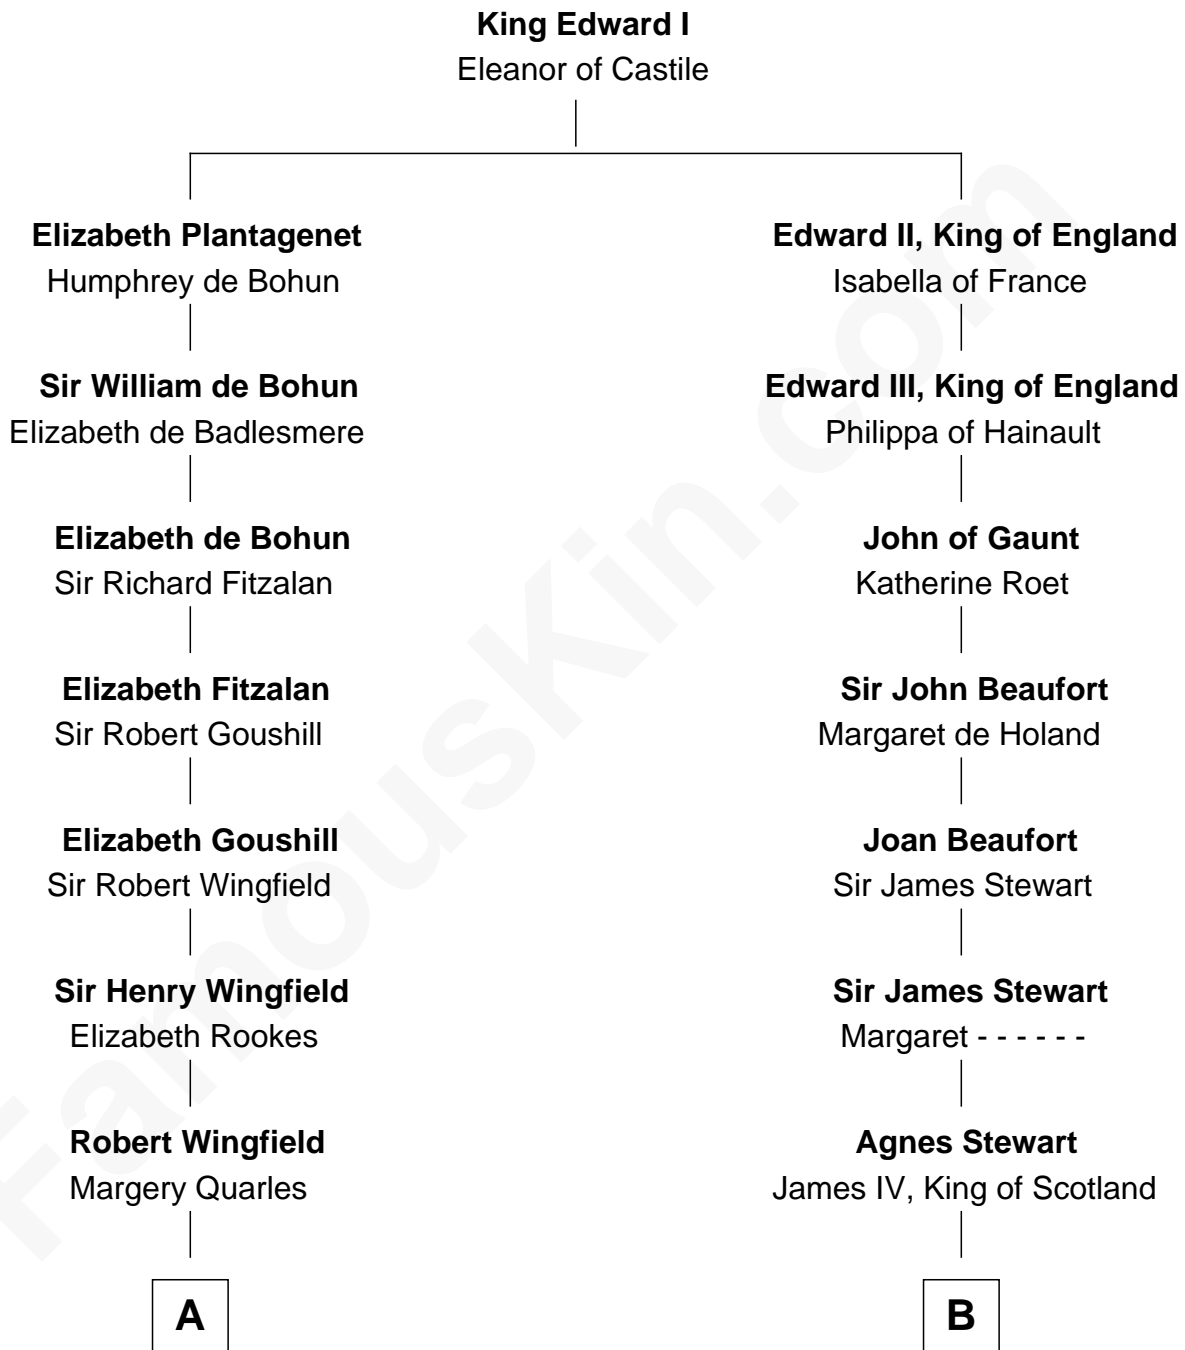 King Edward I
Eleanor of Castile
Elizabeth Plantagenet
Humphrey de Bohun
Edward II, King of England
Isabella of France
Sir William de Bohun
Elizabeth de Badlesmere
Edward III, King of England
Philippa of Hainault
Elizabeth de Bohun
Sir Richard Fitzalan
John of Gaunt
Katherine Roet
Elizabeth Fitzalan
Sir Robert Goushill
Sir John Beaufort
Margaret de Holand
Elizabeth Goushill
Sir Robert Wingfield
Joan Beaufort
Sir James Stewart
Sir Henry Wingfield
Elizabeth Rookes
Sir James Stewart
Margaret - - - - - -
Robert Wingfield
Margery Quarles
Agnes Stewart
James IV, King of Scotland
A
B
FamousKin.com